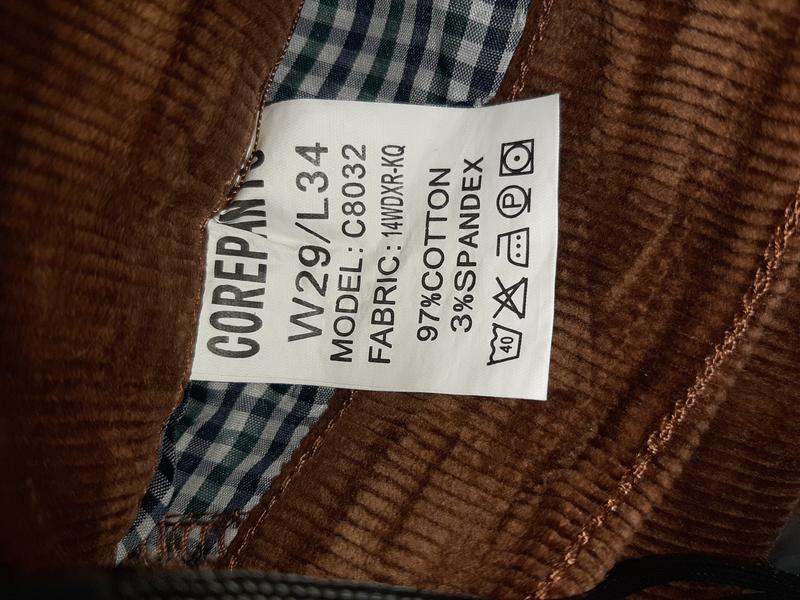 COREPANTS
W29/L34
MODEL: C8032
FABRIC: 14WDXR-KQ
97%COTTON
3%SPANDEX
40 P